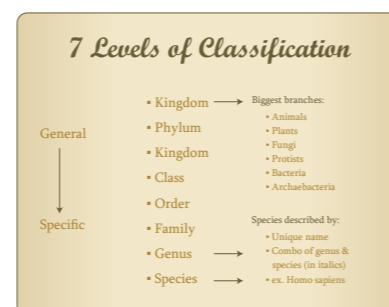 7 Levels of Classification
General
Specific
▪ Kingdom
▪ Phylum
▪ Kingdom
▪ Class
▪ Order
▪ Family
▪ Genus
▪ Species
Biggest branches:
▪ Animals
▪ Plants
▪ Fungi
▪ Protists
▪ Bacteria
▪ Archaebacteria
Species described by:
▪ Unique name
▪ Combo of genus &
species (in italics)
▪ ex. Homo sapiens